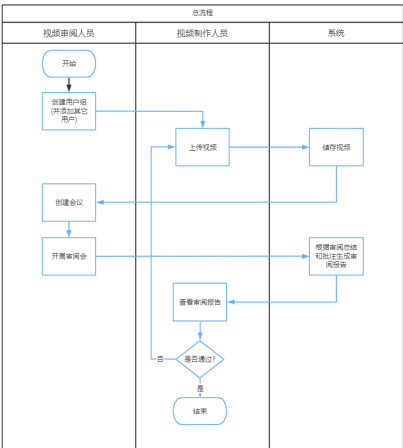 总流程
视频审阅人员
视频制作人员
系统
开始
创建用户组
(并添加其它
用户)
上传视频
储存视频
创建会议
开展审阅会
根据审阅总结
和批注生成审
阅报告
查看审阅报告
是否通过?
否
是
结束